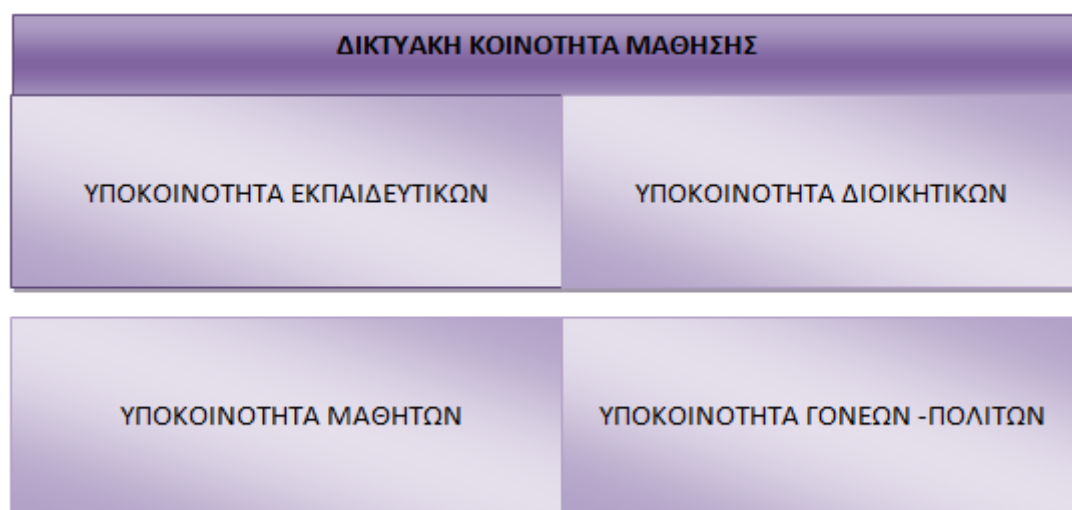 ΔΙΚΤΥΑΚΗ ΚΟΙΝΟΤΗΤΑ ΜΑΘΗΣΗΣ
ΥΠΟΚΟΙΝΟΤΗΤΑ ΕΚΠΑΙΔΕΥΤΙΚΩΝ
ΥΠΟΚΟΙΝΟΤΗΤΑ ΔΙΟΙΚΗΤΙΚΩΝ
ΥΠΟΚΟΙΝΟΤΗΤΑ ΜΑΘΗΤΩΝ
ΥΠΟΚΟΙΝΟΤΗΤΑ ΓΟΝΕΩΝ -ΠΟΛΙΤΩΝ